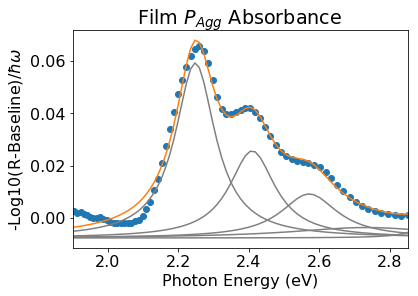 Film P_Agg Absorbance
-Log10(R-Baseline)/ℏω
0.06
0.04
0.02
0.00
2.0 2.2 2.4 2.6 2.8
Photon Energy (eV)